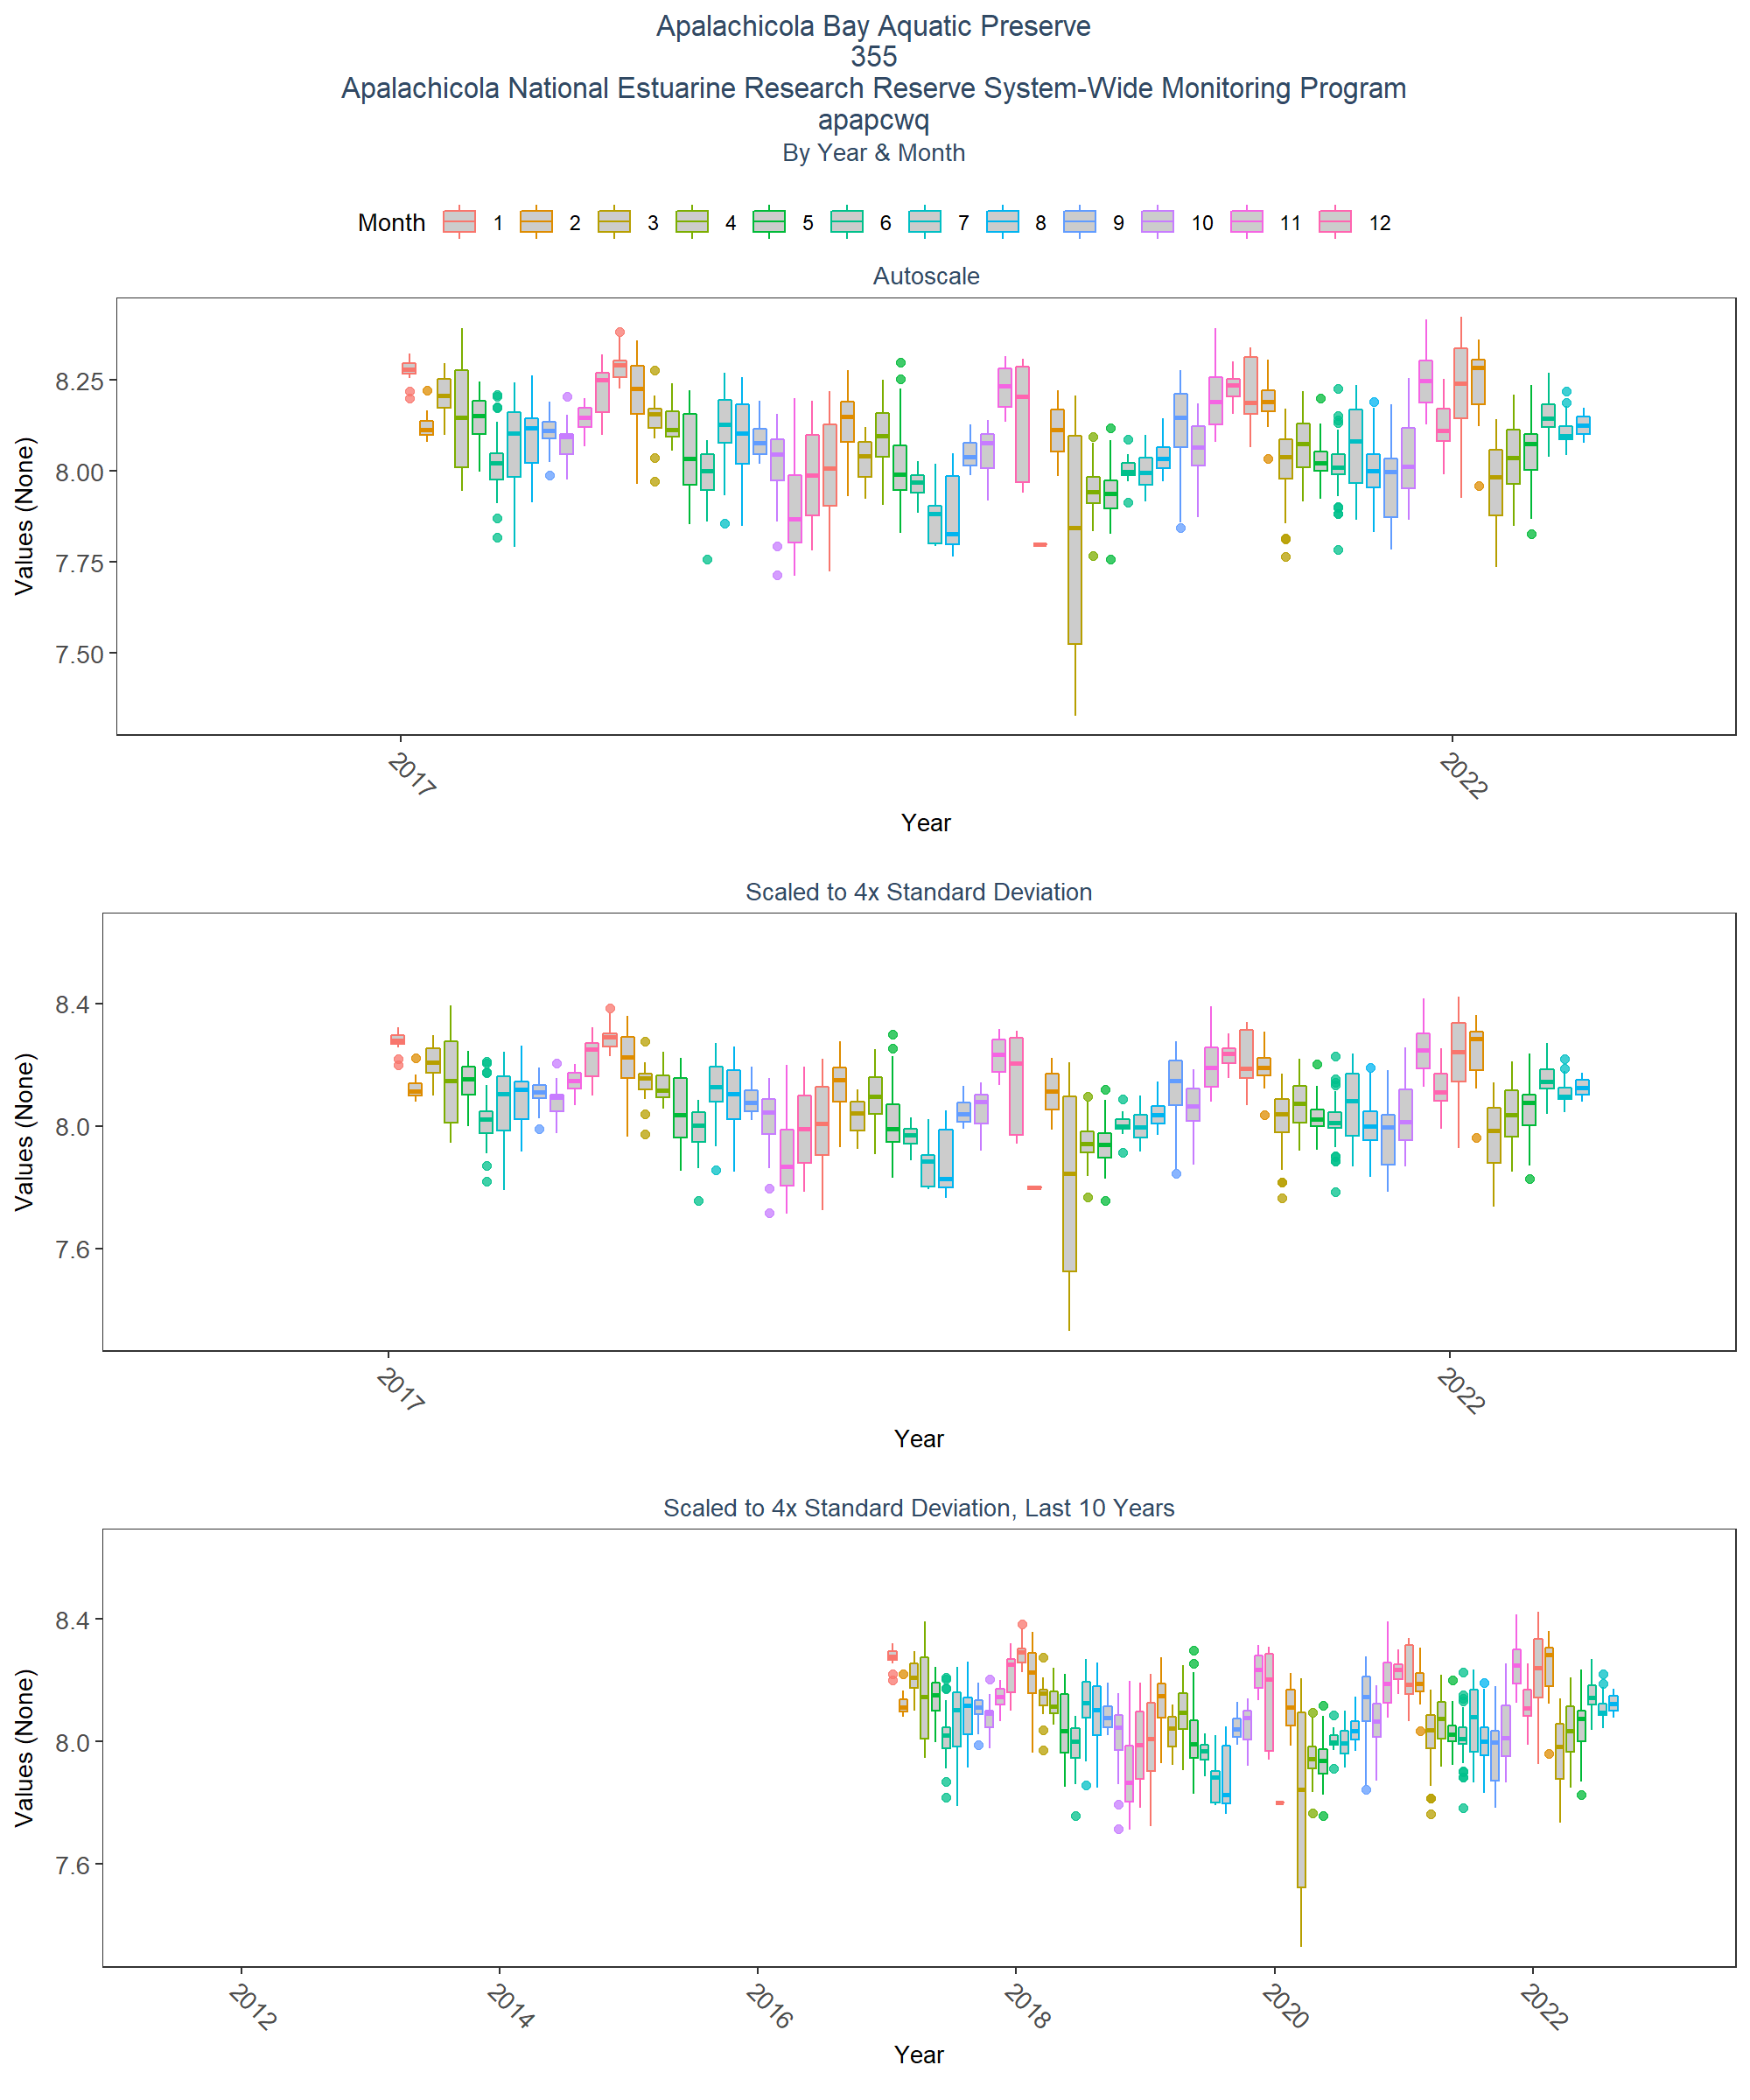 Apalachicola Bay Aquatic Preserve
355
Apalachicola National Estuarine Research Reserve System-Wide Monitoring Program
apapcwq
By Year & Month
Month 1 2 3 4 5 6 7 8 9 10 11 12
Autoscale
Values (None)
8.25
8.00
7.75
7.50
2017 2022
Year
Scaled to 4x Standard Deviation
Values (None)
8.4
8.0
7.6
2017 2022
Year
Scaled to 4x Standard Deviation, Last 10 Years
Values (None)
8.4
8.0
7.6
2012 2014 2016 2018 2020 2022
Year